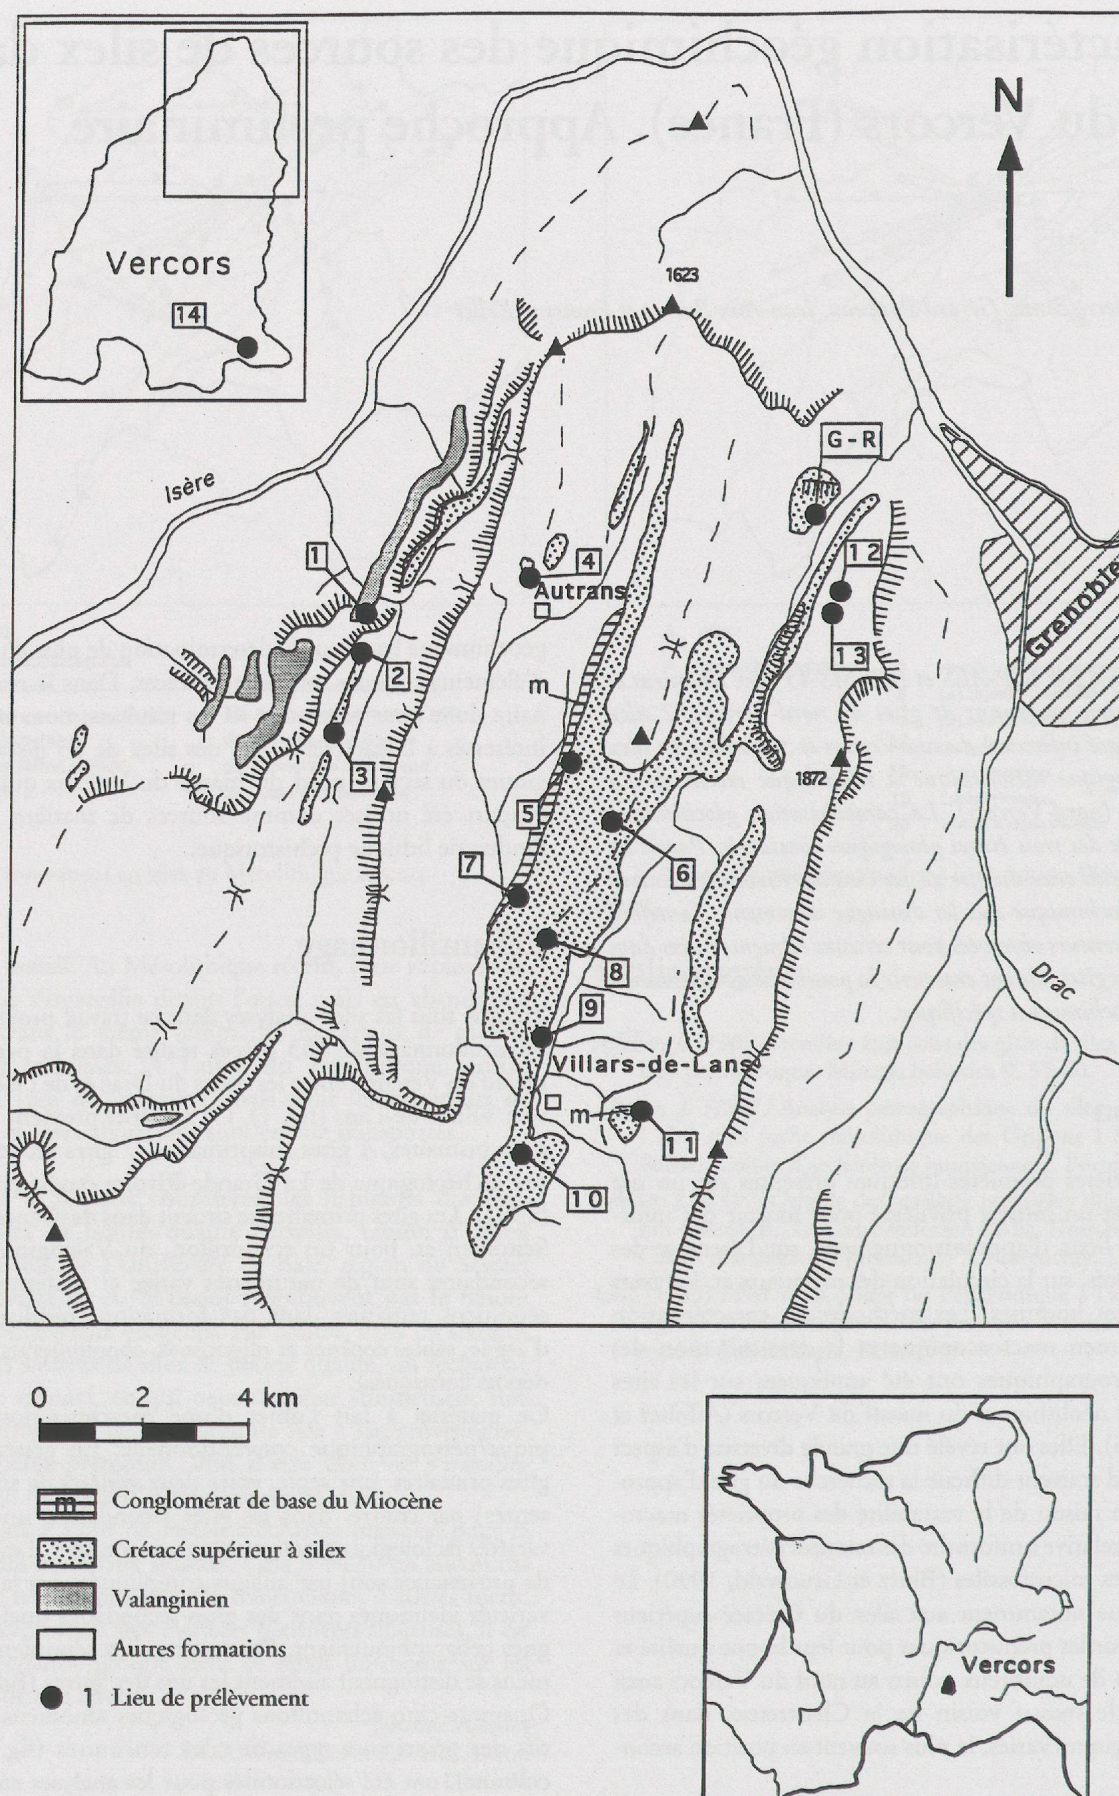 N
Vercors
14
1623
G-R
Isère
1
4
12
Autrans
Grenoble
13
2
m
3
1872
5
7
6
8
Drac
9
Villars-de-Lans
m
11
10
0 2 4 km
m Conglomérat de base du Miocène
Crétacé supérieur à silex
Valanginien
Autres formations
1 Lieu de prélèvement
Vercors